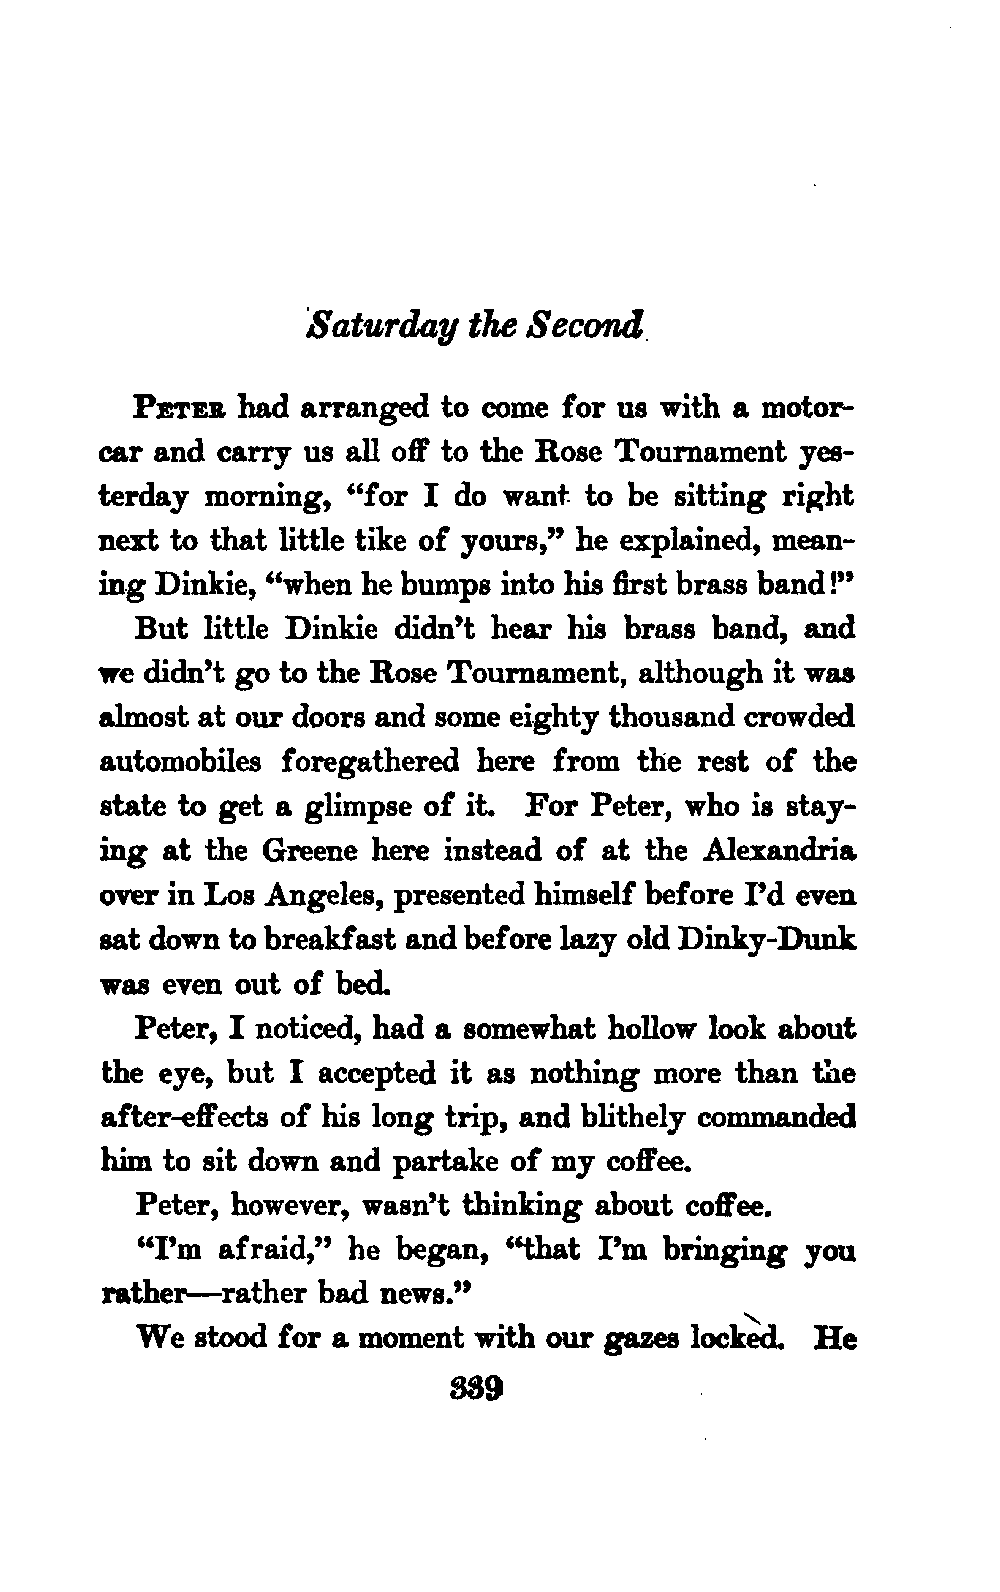 Saturday the Second
PETER had arranged to come for us with a motor-
car and carry us all off to the Rose Tournament yes-
terday morning, “for I do want to be sitting right
next to that little tike of yours,” he explained, mean-
ing Dinkie, “when he bumps into his first brass band!”
But little Dinkie didn’t hear his brass band, and
we didn’t go to the Rose Tournament, although it was
almost at our doors and some eighty thousand crowded
automobiles foregathered here from the rest of the
state to get a glimpse of it. For Peter, who is stay-
ing at the Greene here instead of at the Alexandria
over in Los Angeles, presented himself before I’d even
sat down to breakfast and before lazy old Dinky-Dunk
was even out of bed.
Peter, I noticed, had a somewhat hollow look about
the eye, but I accepted it as nothing more than the
after-effects of his long trip, and blithely commanded
him to sit down and partake of my coffee.
Peter, however, wasn’t thinking about coffee.
“I’m afraid,” he began, “that I’m bringing you
rather—rather bad news.”
We stood for a moment with our gazes locked. He
339